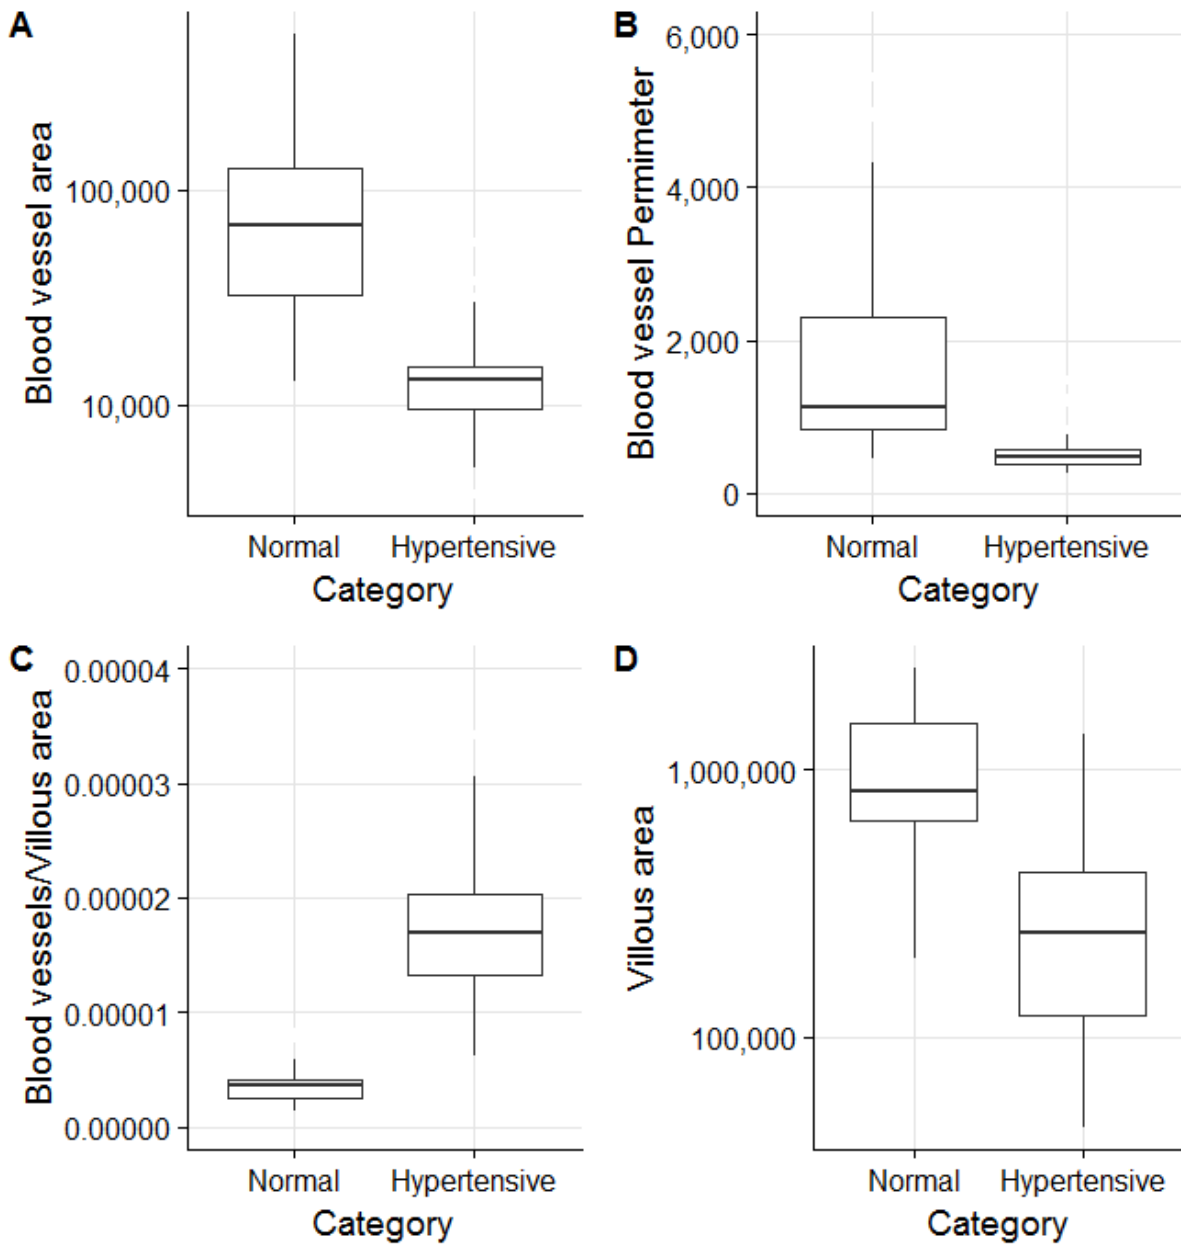 A
Blood vessel area
100,000
10,000
Normal
Hypertensive
Category
B
Blood vessel Permimeter
6,000
4,000
2,000
0
Normal
Hypertensive
Category
C
Blood vessels/Villous area
0.00004
0.00003
0.00002
0.00001
0.00000
Normal
Hypertensive
Category
D
Villous area
1,000,000
100,000
Normal
Hypertensive
Category